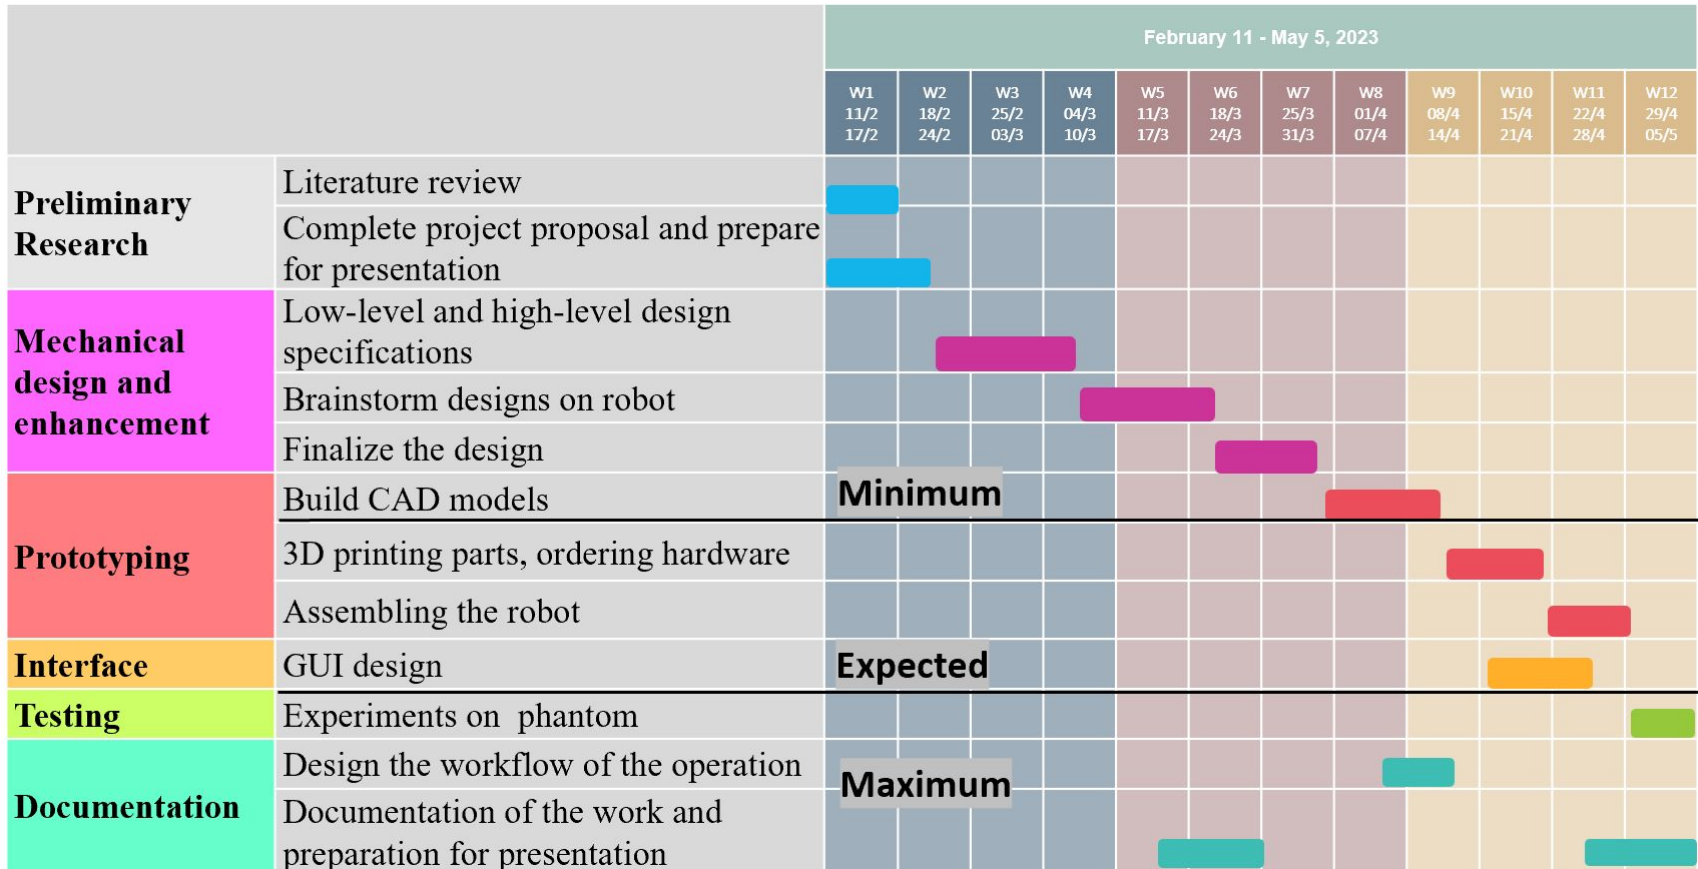 February 11 - May 5, 2023
W1 W2 W3 W4 W5 W6 W7 W8 W9 W10 W11 W12
11/2 18/2 25/2 04/3 11/3 18/3 25/3 01/4 08/4 15/4 22/4 29/4
17/2 24/2 03/3 10/3 17/3 24/3 31/3 07/4 14/4 21/4 28/4 05/5
Preliminary
Research
Literature review
Complete project proposal and prepare
for presentation
Mechanical
design and
enhancement
Low-level and high-level design
specifications
Brainstorm designs on robot
Finalize the design
Prototyping
Build CAD models
Minimum
3D printing parts, ordering hardware
Assembling the robot
Interface
GUI design
Expected
Testing
Experiments on phantom
Documentation
Design the workflow of the operation
Maximum
Documentation of the work and
preparation for presentation